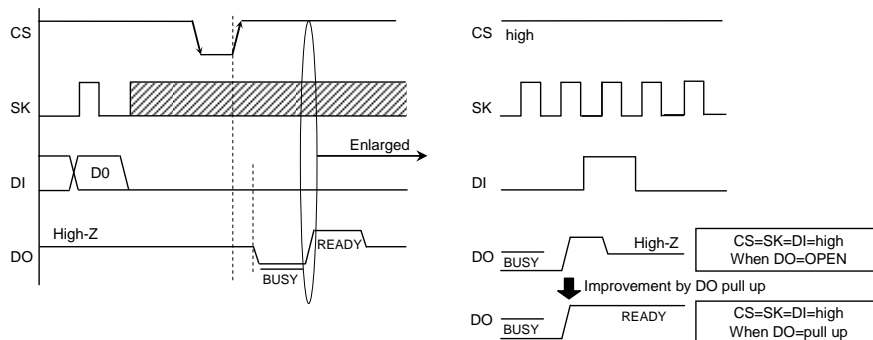 CS
SK
DI
D0
Enlarged
DO
High-Z
BUSY
READY
CS
high
SK
DI
DO
BUSY
High-Z
CS=SK=DI=high
When DO=OPEN
Improvement by DO pull up
DO
BUSY
READY
CS=SK=DI=high
When DO=pull up